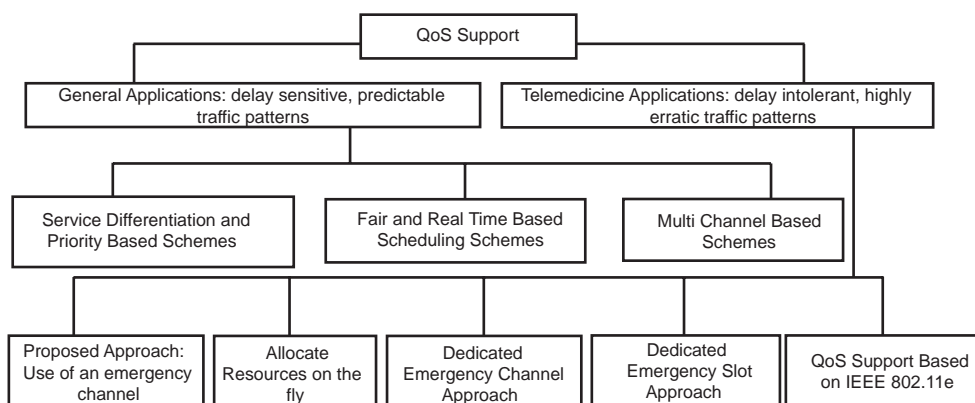 QoS Support
General Applications: delay sensitive, predictable
traffic patterns
Telemedicine Applications: delay intolerant, highly
erratic traffic patterns
Service Differentiation and
Priority Based Schemes
Fair and Real Time Based
Scheduling Schemes
Multi Channel Based
Schemes
Proposed Approach:
Use of an emergency
channel
Allocate
Resources on the
fly
Dedicated
Emergency Channel
Approach
Dedicated
Emergency Slot
Approach
QoS Support Based
on IEEE 802.11e